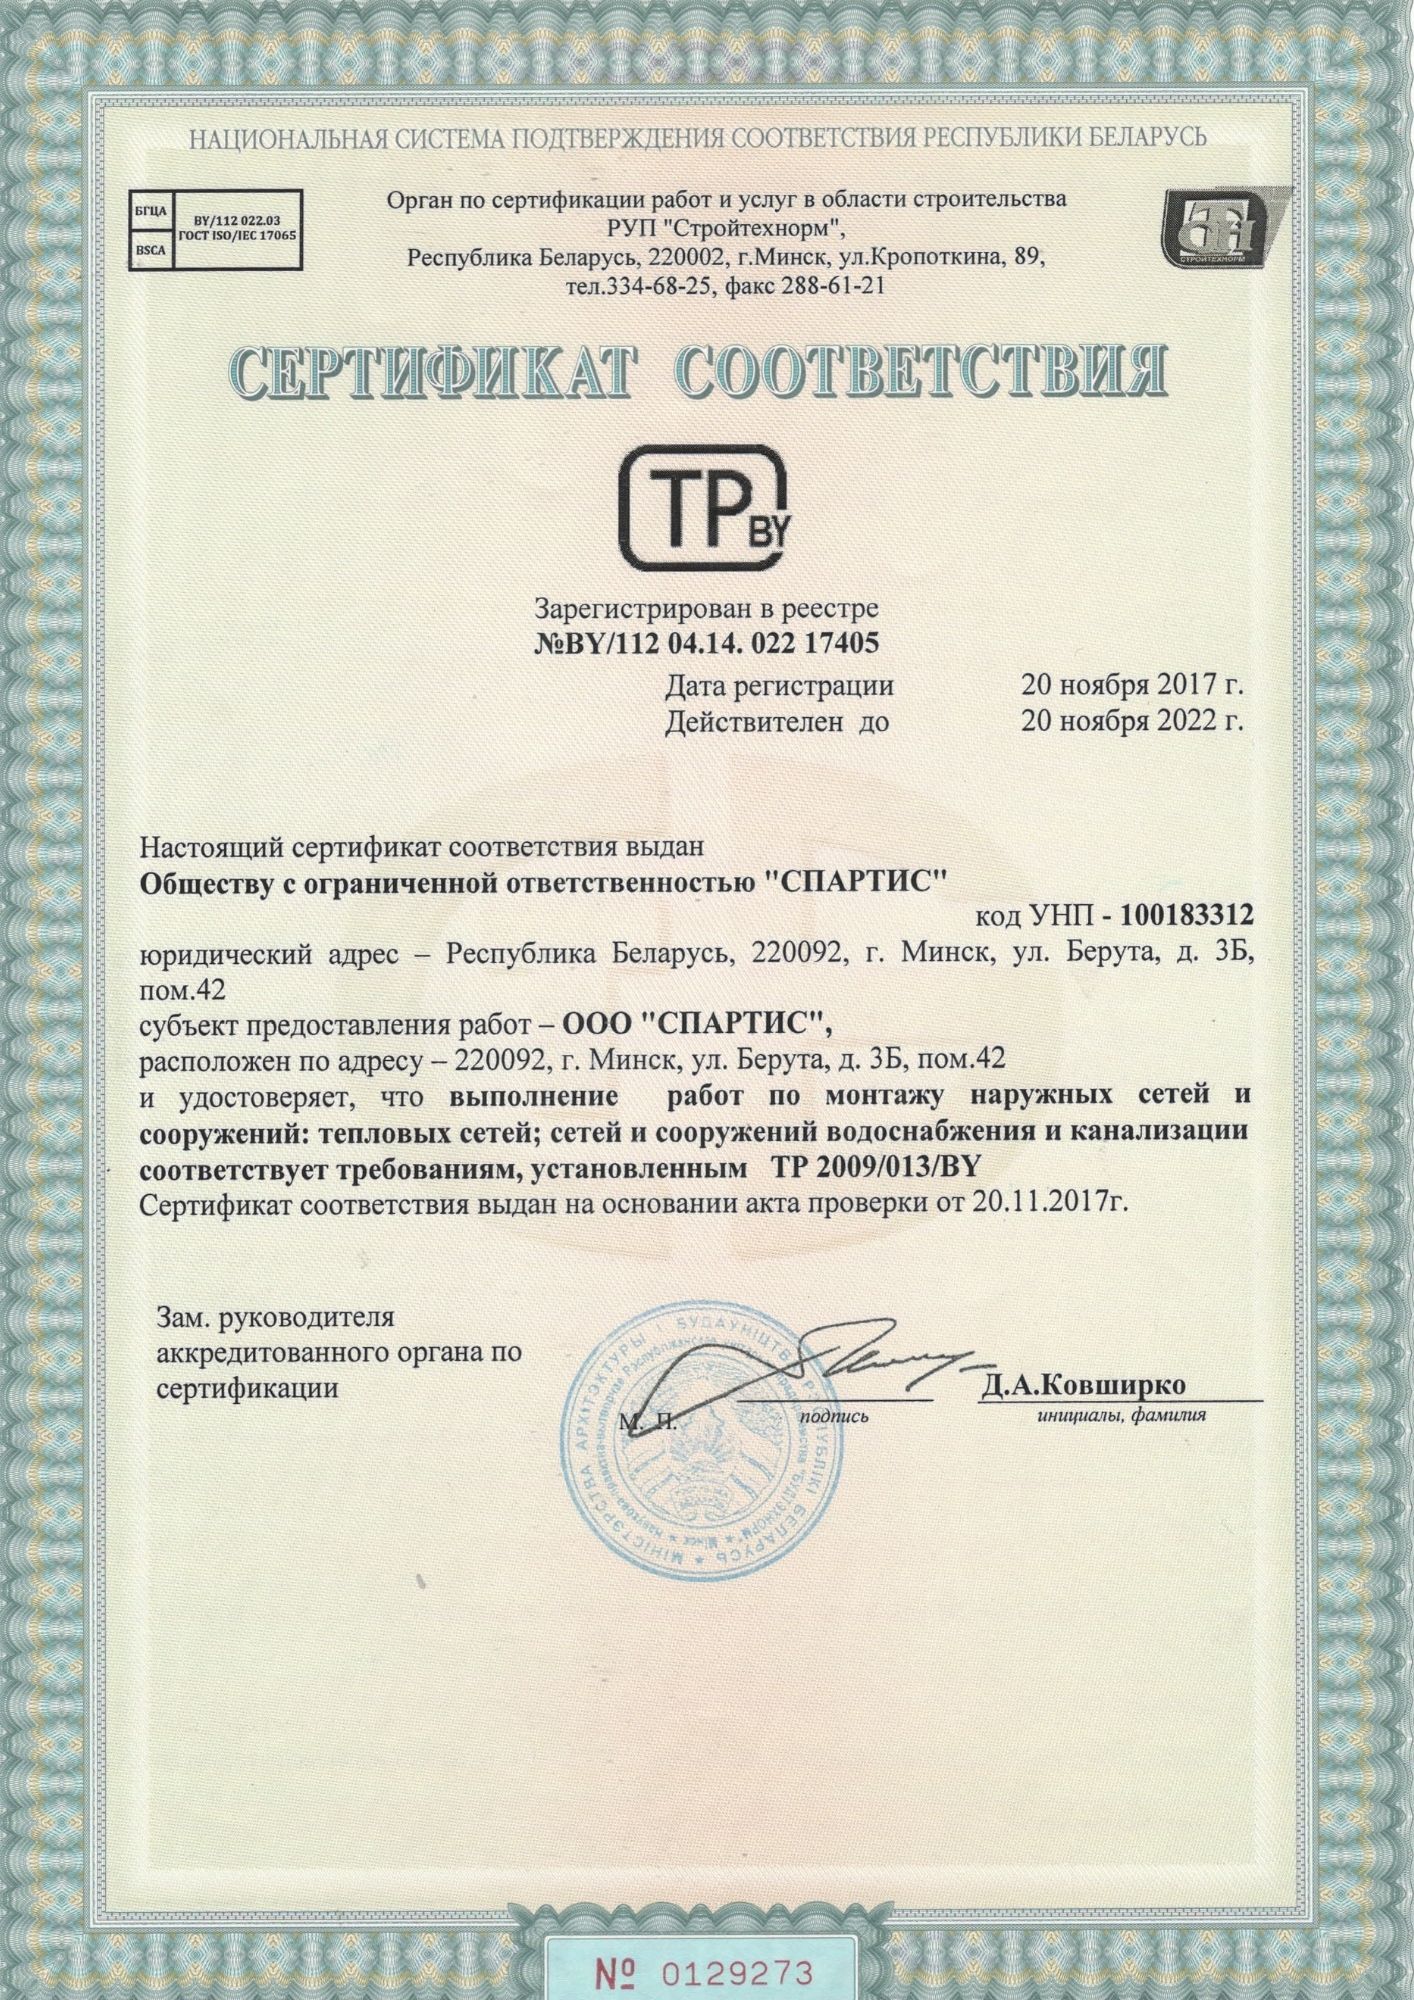 НАЦИОНАЛЬНАЯ СИСТЕМА ПОДТВЕРЖДЕНИЯ СООТВЕТСТВИЯ РЕСПУБЛИКИ БЕЛАРУСЬ
БГЦА
BSCA
BY/112 022.03
ГОСТ ISO/IEC 17065
Орган по сертификации работ и услуг в области строительства
РУП "Стройтехнорм",
Республика Беларусь, 220002, г.Минск, ул.Кропоткина, 89,
тел.334-68-25, факс 288-61-21
СТН
СТРОЙТЕХНОРМ
СЕРТИФИКАТ СООТВЕТСТВИЯ
ТР BY
Зарегистрирован в реестре
№BY/112 04.14. 022 17405
Дата регистрации 20 ноября 2017 г.
Действителен до 20 ноября 2022 г.
Настоящий сертификат соответствия выдан
Обществу с ограниченной ответственностью "СПАРТИС"
код УНП - 100183312
юридический адрес – Республика Беларусь, 220092, г. Минск, ул. Берута, д. 3Б,
пом.42
субъект предоставления работ – ООО "СПАРТИС",
расположен по адресу – 220092, г. Минск, ул. Берута, д. 3Б, пом.42
и удостоверяет, что выполнение работ по монтажу наружных сетей и
сооружений: тепловых сетей; сетей и сооружений водоснабжения и канализации
соответствует требованиям, установленным ТР 2009/013/BY
Сертификат соответствия выдан на основании акта проверки от 20.11.2017г.
Зам. руководителя
аккредитованного органа по
сертификации
М. П.
подпись
Д.А.Ковширко
инициалы, фамилия
МІНІСТЭРСТВА АРХІТЭКТУРЫ І БУДАЎНІЦТВА РЭСПУБЛІКІ БЕЛАРУСЬ
№ 0129273